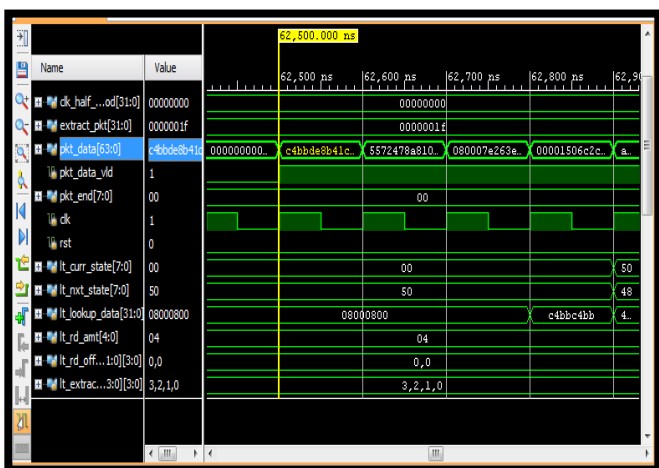 62,500.000 ns
Name Value
62,500 ns 62,600 ns 62,700 ns 62,800 ns 62,9
clk_half_...od[31:0] 00000000 00000000
extract_pkt[31:0] 0000001f 0000001f
pkt_data[63:0] c4bbde8b41c 000000000... c4bbde8b41c... 5572478a810... 080007e263e... 00001506c2c... a...
pkt_data_vld 1
pkt_end[7:0] 00 00
clk 1
rst 0
lt_curr_state[7:0] 00 00 50
lt_nxt_state[7:0] 50 50 48
lt_lookup_data[31:0] 08000800 08000800 c4bbc4bb 4...
lt_rd_amt[4:0] 04 04
lt_rd_off...1:0][3:0] 0,0 0,0
lt_extrac...3:0][3:0] 3,2,1,0 3,2,1,0